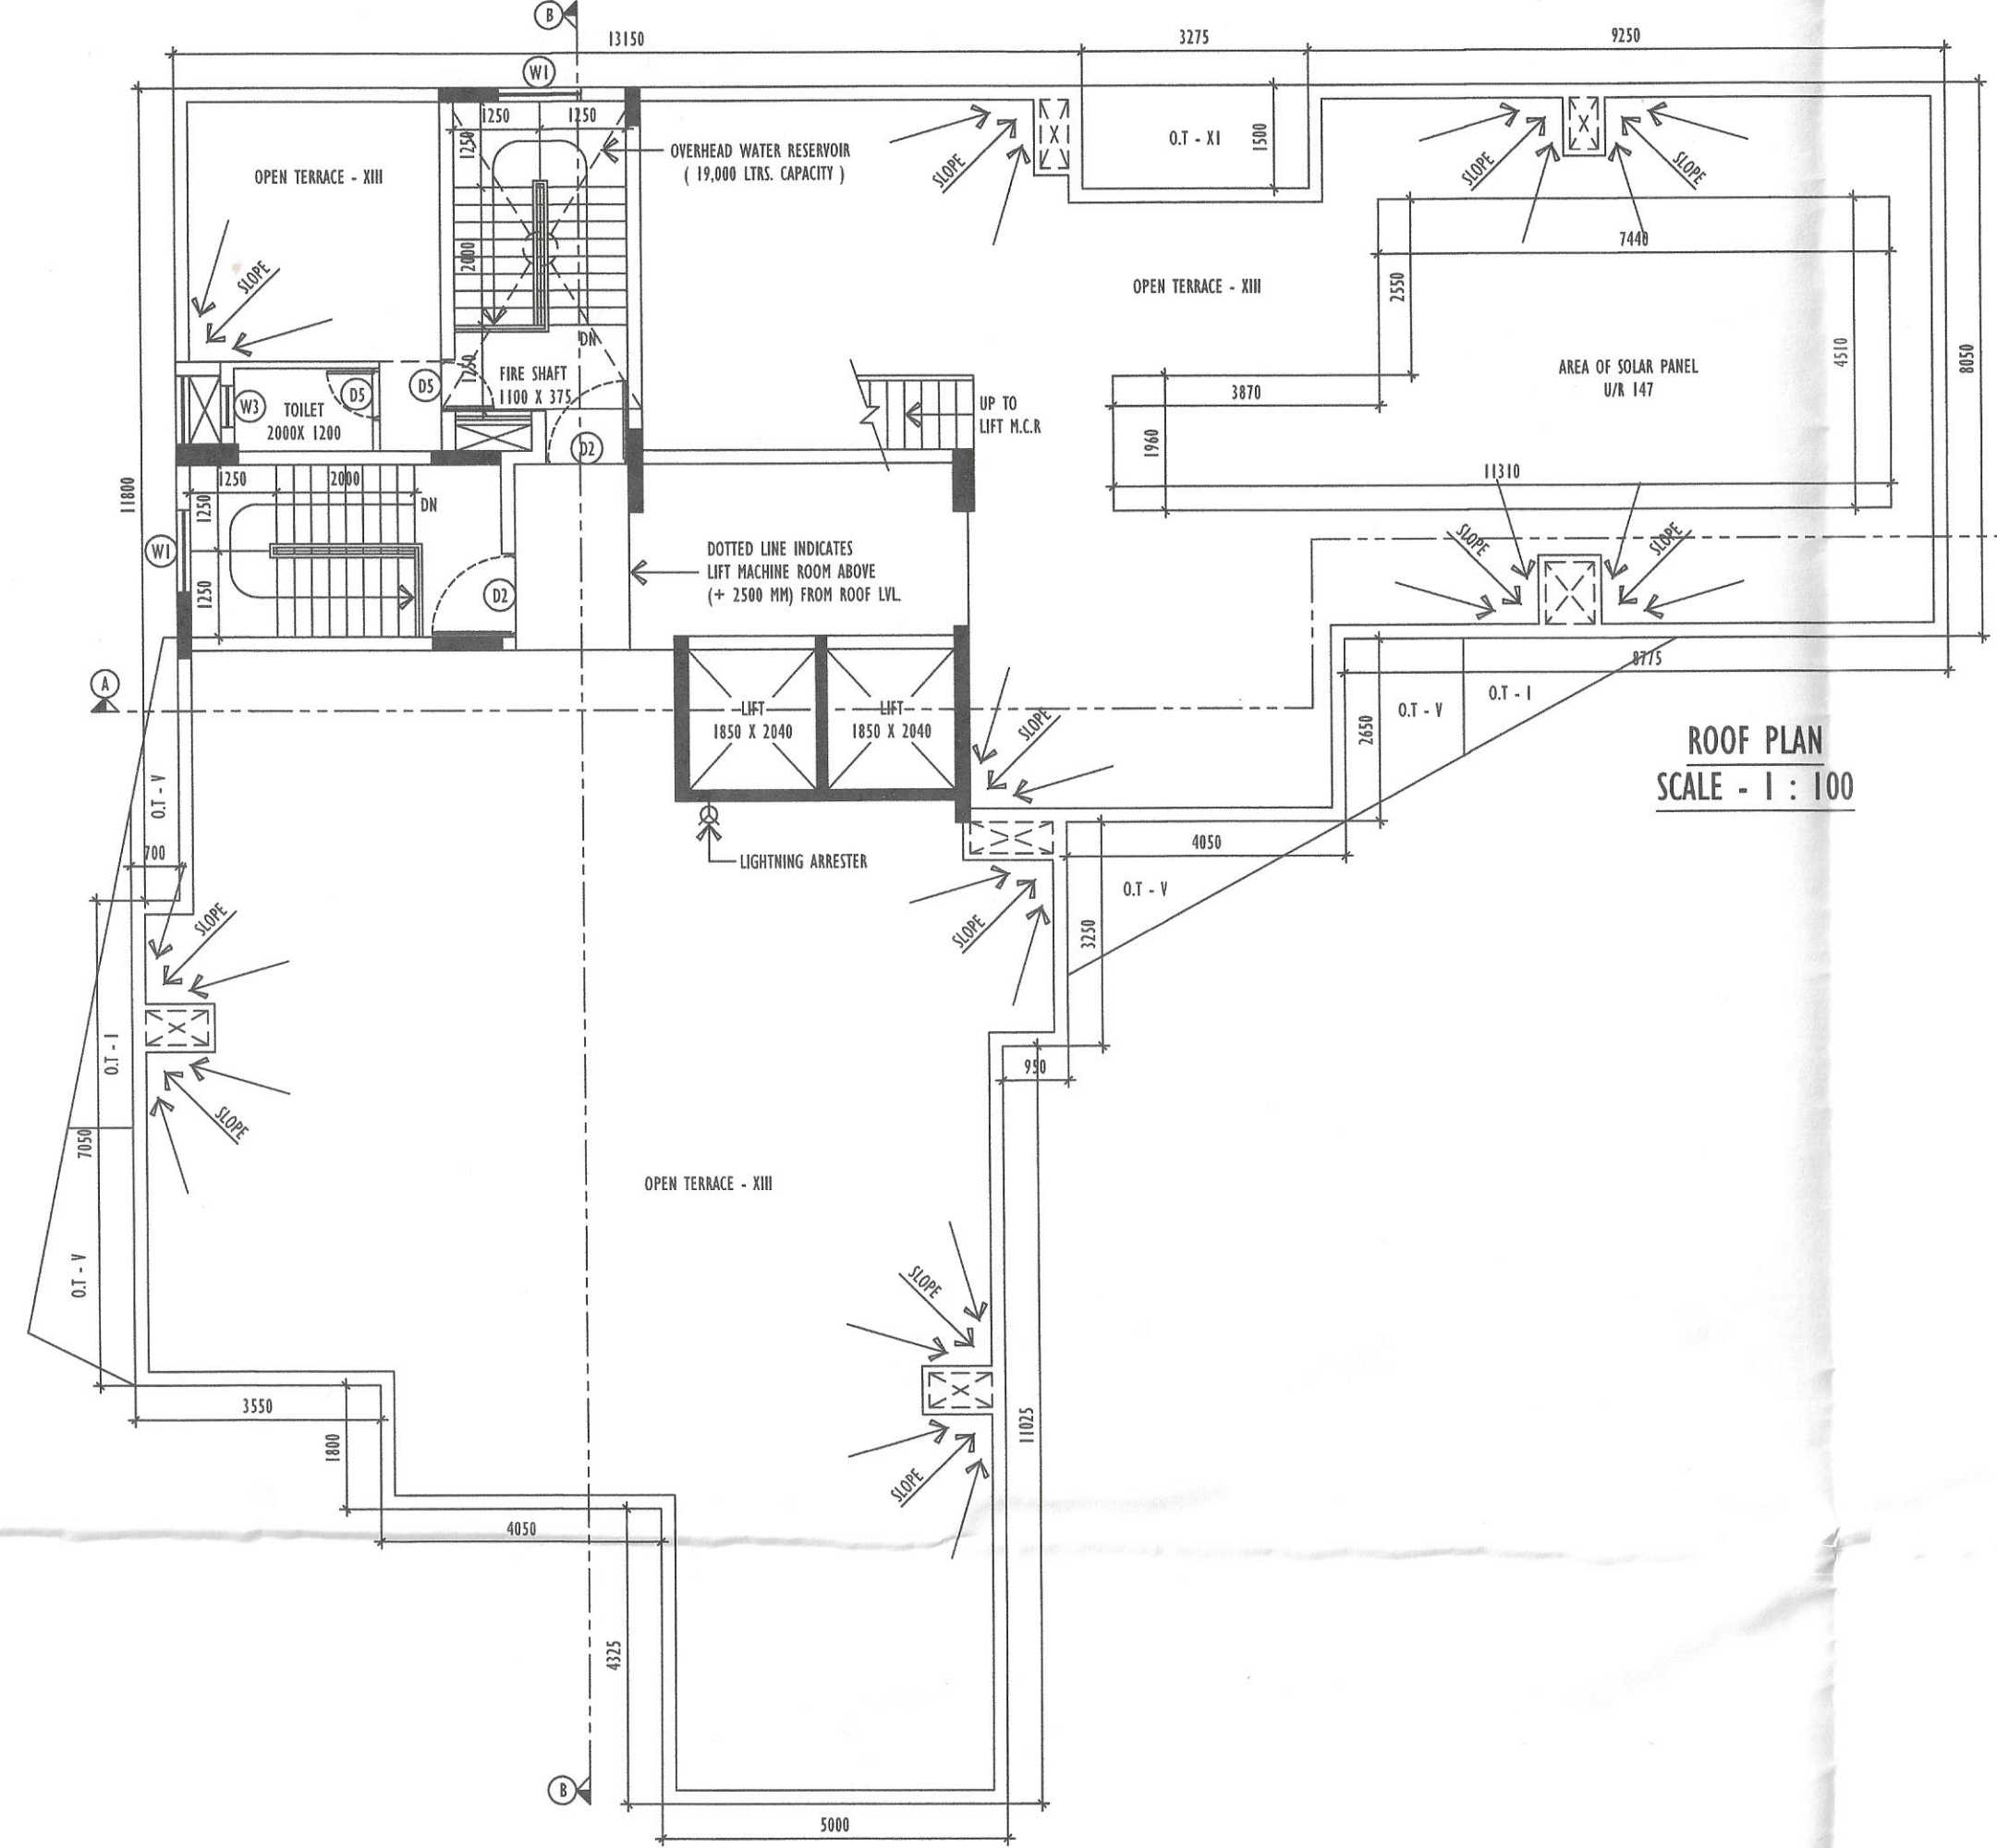 B
13150
3275
9250
W1
1250
1250
1250
OVERHEAD WATER RESERVOIR
( 19,000 LTRS. CAPACITY )
O.T - XI
1500
SLOPE
SLOPE
SLOPE
OPEN TERRACE - XIII
2000
7440
SLOPE
2550
OPEN TERRACE - XIII
DN
1250
FIRE SHAFT
1100 X 375
D5
D5
W3
TOILET
2000X 1200
D2
UP TO
LIFT M.C.R
3870
AREA OF SOLAR PANEL
U/R 147
4510
8050
1960
11310
11800
1250
2000
DN
1250
W1
1250
D2
DOTTED LINE INDICATES
LIFT MACHINE ROOM ABOVE
(+ 2500 MM) FROM ROOF LVL.
SLOPE
SLOPE
A
8775
O.T - V
O.T - I
2650
LIFT
1850 X 2040
LIFT
1850 X 2040
SLOPE
ROOF PLAN
SCALE - 1 : 100
O.T - V
700
LIGHTNING ARRESTER
4050
O.T - V
3250
SLOPE
SLOPE
950
O.T - I
SLOPE
7050
OPEN TERRACE - XIII
O.T - V
SLOPE
3550
1800
11025
SLOPE
4050
4325
B
5000